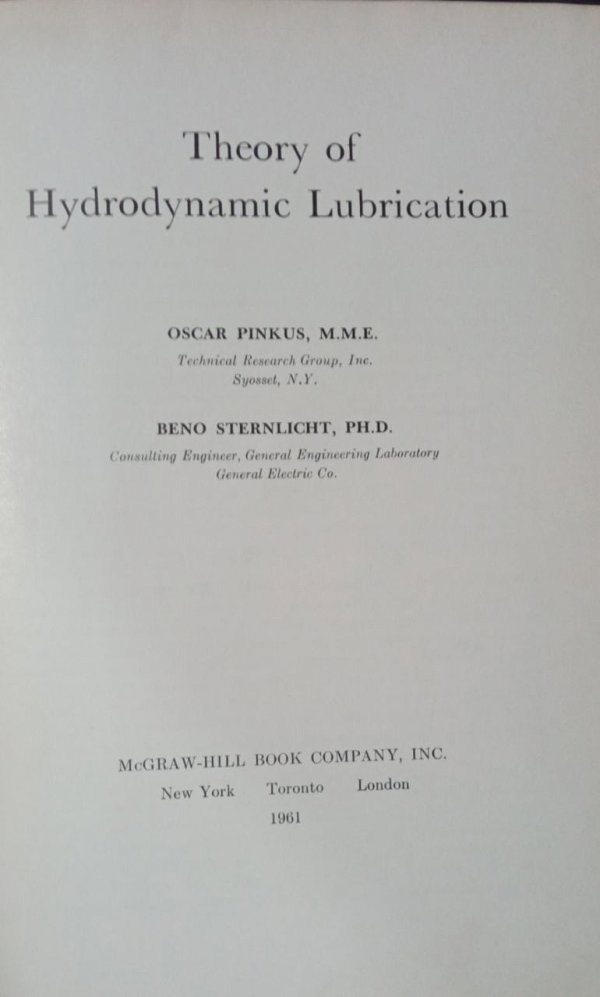 Theory of
Hydrodynamic Lubrication
OSCAR PINKUS, M.M.E.
Technical Research Group, Inc.
Syosset, N.Y.
BENO STERNLICHT, PH.D.
Consulting Engineer, General Engineering Laboratory
General Electric Co.
McGRAW-HILL BOOK COMPANY, INC.
New York Toronto London
1961